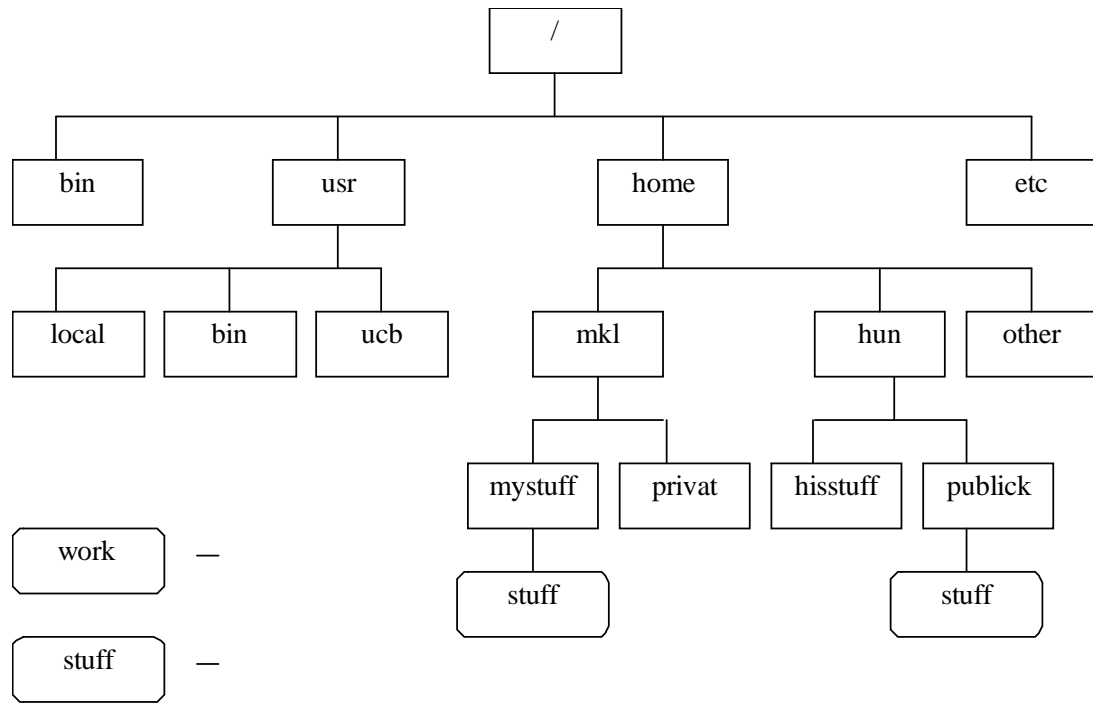 /
bin
usr
home
etc
local
bin
ucb
mkl
hun
other
mystuff
privat
hisstuff
publick
work —
stuff
stuff
stuff —